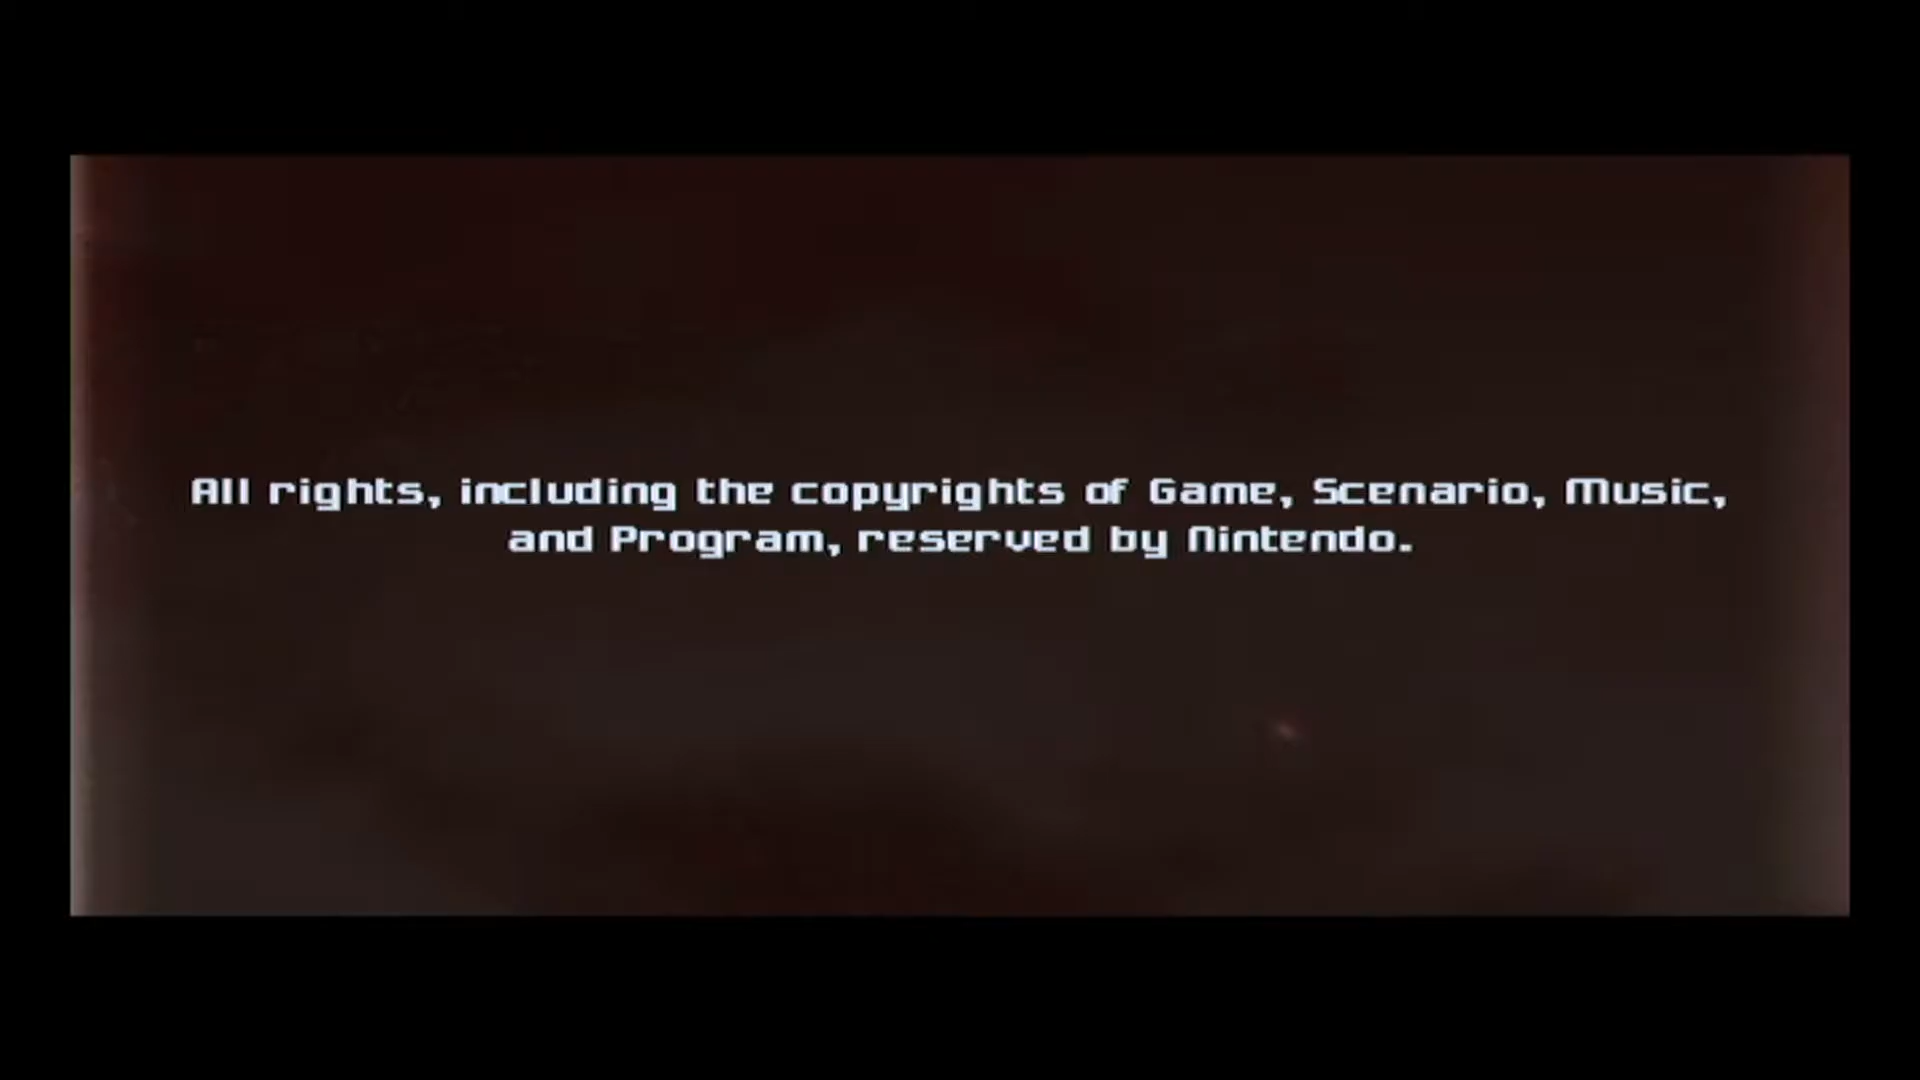 All rights, including the copyrights of Game, Scenario, Music,
and Program, reserved by Nintendo.